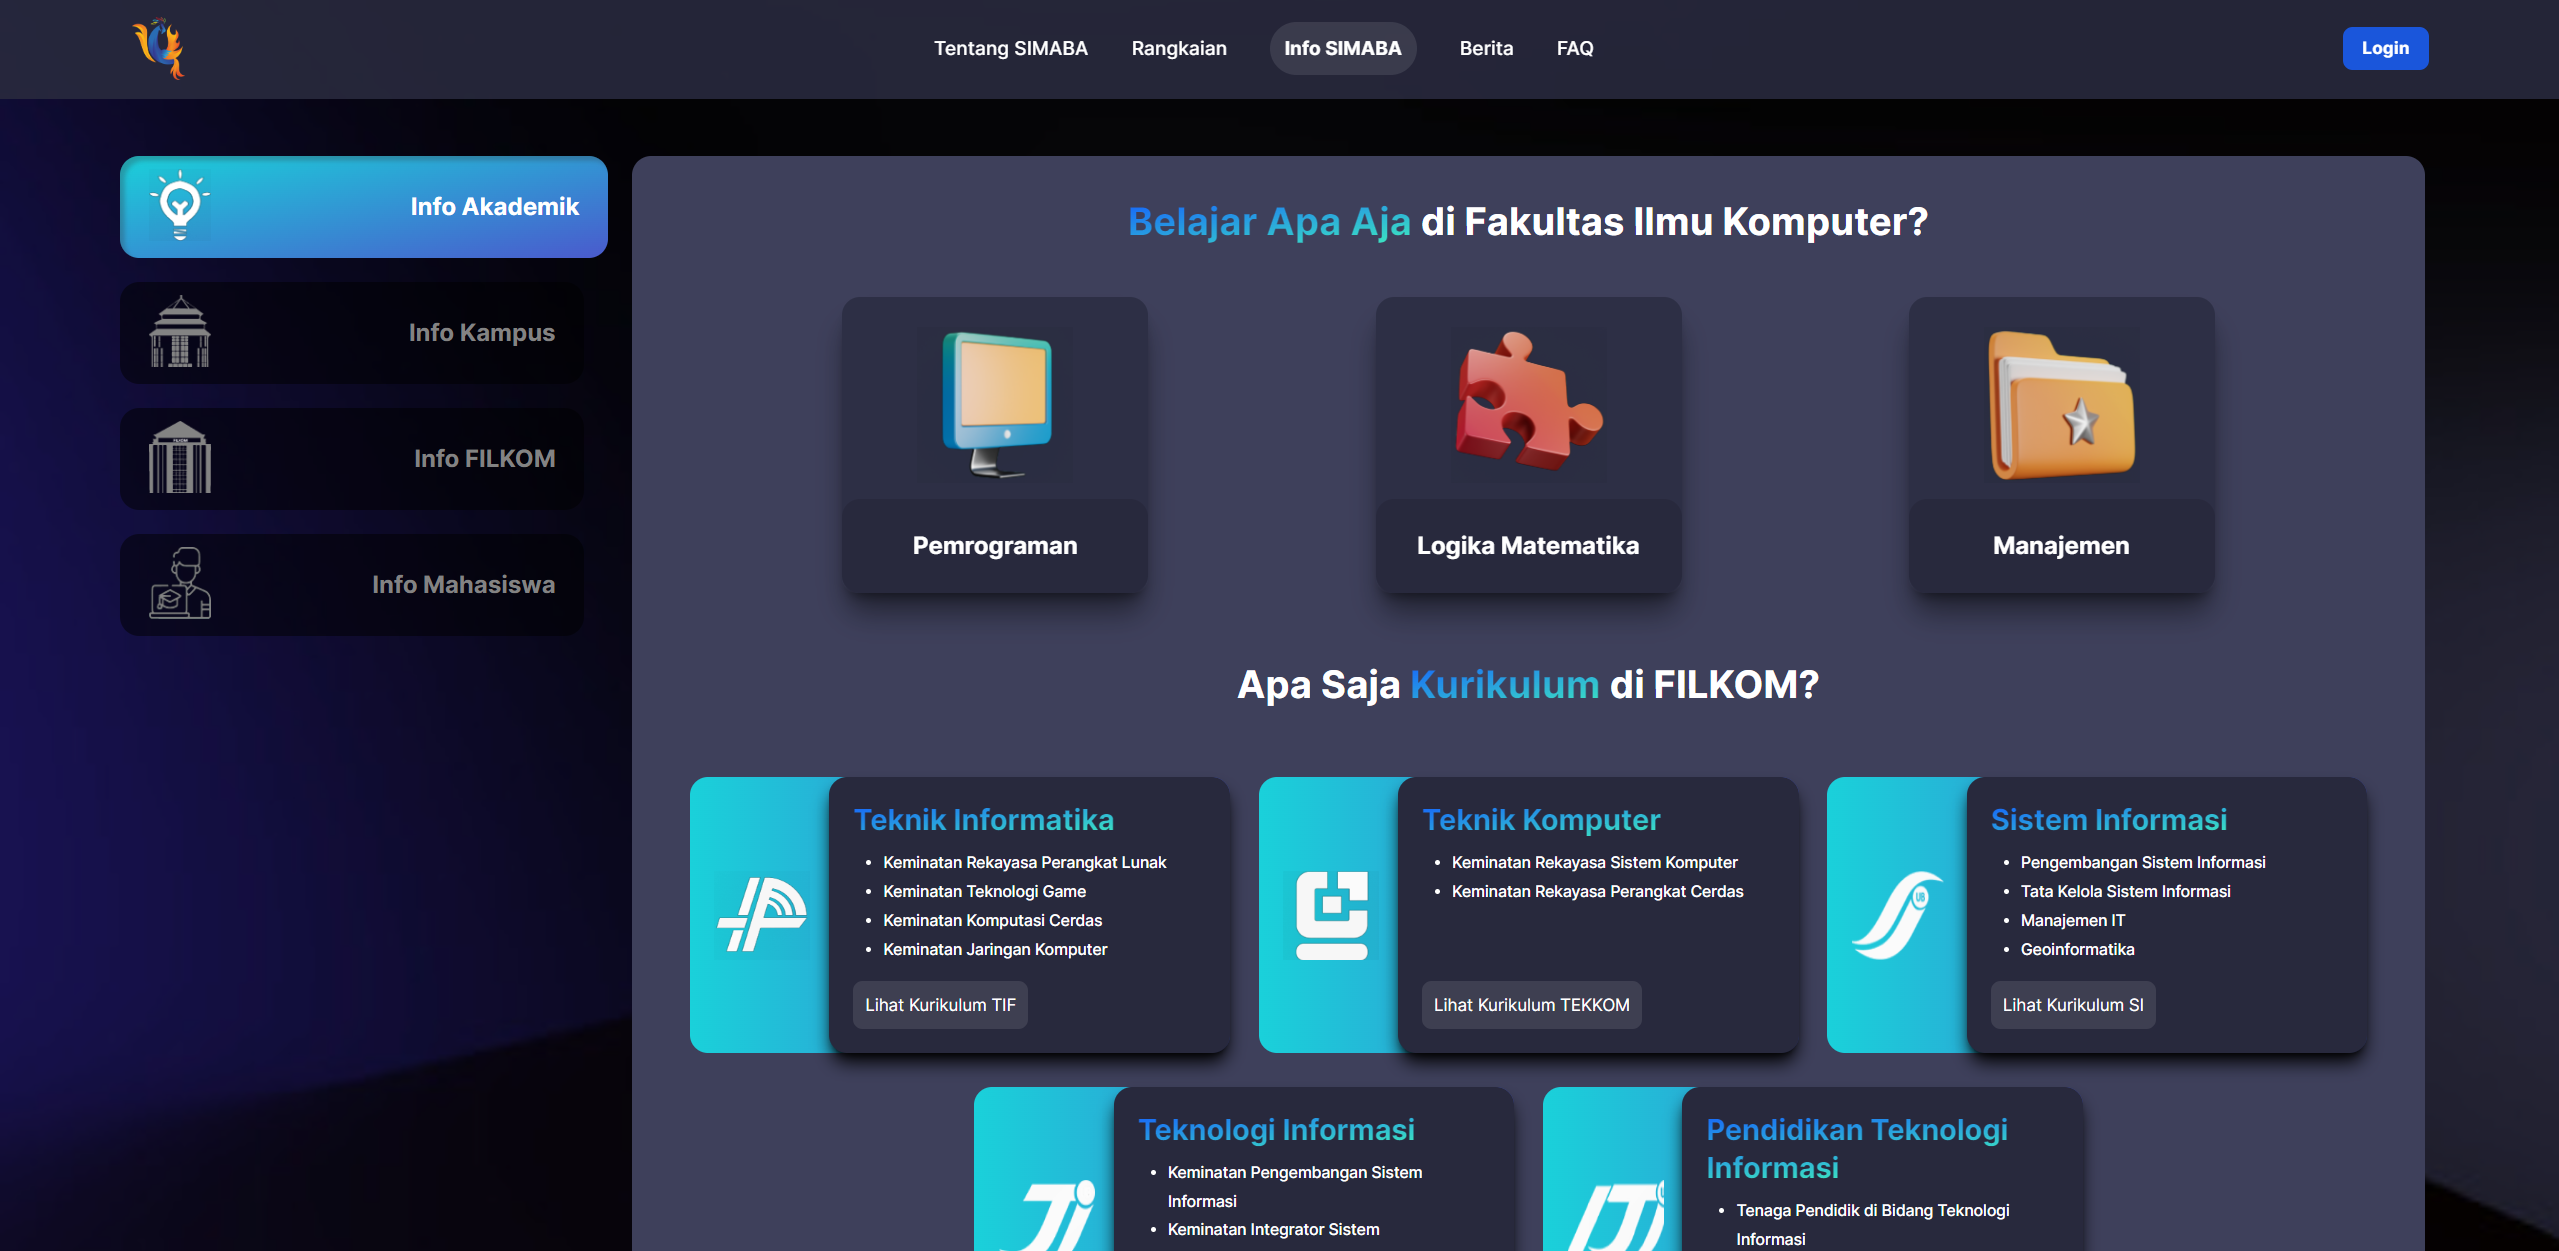 Tentang SIMABA
Rangkaian
Info SIMABA
Berita
FAQ
Login
Info Akademik
Info Kampus
Info FILKOM
Info Mahasiswa
Belajar Apa Aja di Fakultas Ilmu Komputer?
Pemrograman
Logika Matematika
Manajemen
Apa Saja Kurikulum di FILKOM?
Teknik Informatika
• Keminatan Rekayasa Perangkat Lunak
• Keminatan Teknologi Game
• Keminatan Komputasi Cerdas
• Keminatan Jaringan Komputer
Lihat Kurikulum TIF
Teknik Komputer
• Keminatan Rekayasa Sistem Komputer
• Keminatan Rekayasa Perangkat Cerdas
Lihat Kurikulum TEKKOM
UB
Sistem Informasi
• Pengembangan Sistem Informasi
• Tata Kelola Sistem Informasi
• Manajemen IT
• Geoinformatika
Lihat Kurikulum SI
Teknologi Informasi
• Keminatan Pengembangan Sistem
Informasi
• Keminatan Integrator Sistem
Pendidikan Teknologi
Informasi
• Tenaga Pendidik di Bidang Teknologi
Informasi